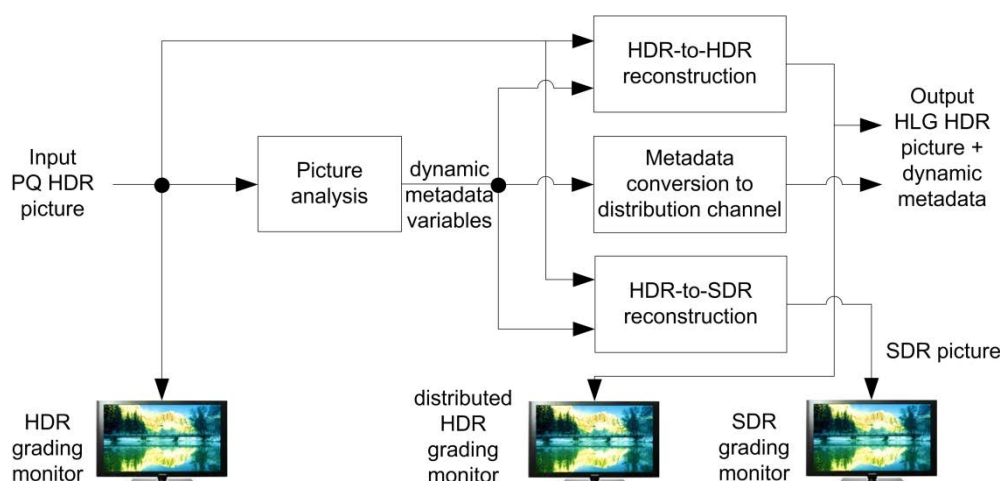 HDR-to-HDR
reconstruction
Output
HLG HDR
picture +
dynamic
metadata
Input
PQ HDR
picture
Picture
analysis
dynamic
metadata
variables
Metadata
conversion to
distribution channel
HDR-to-SDR
reconstruction
SDR picture
HDR
grading
monitor
distributed
HDR
grading
monitor
SDR
grading
monitor